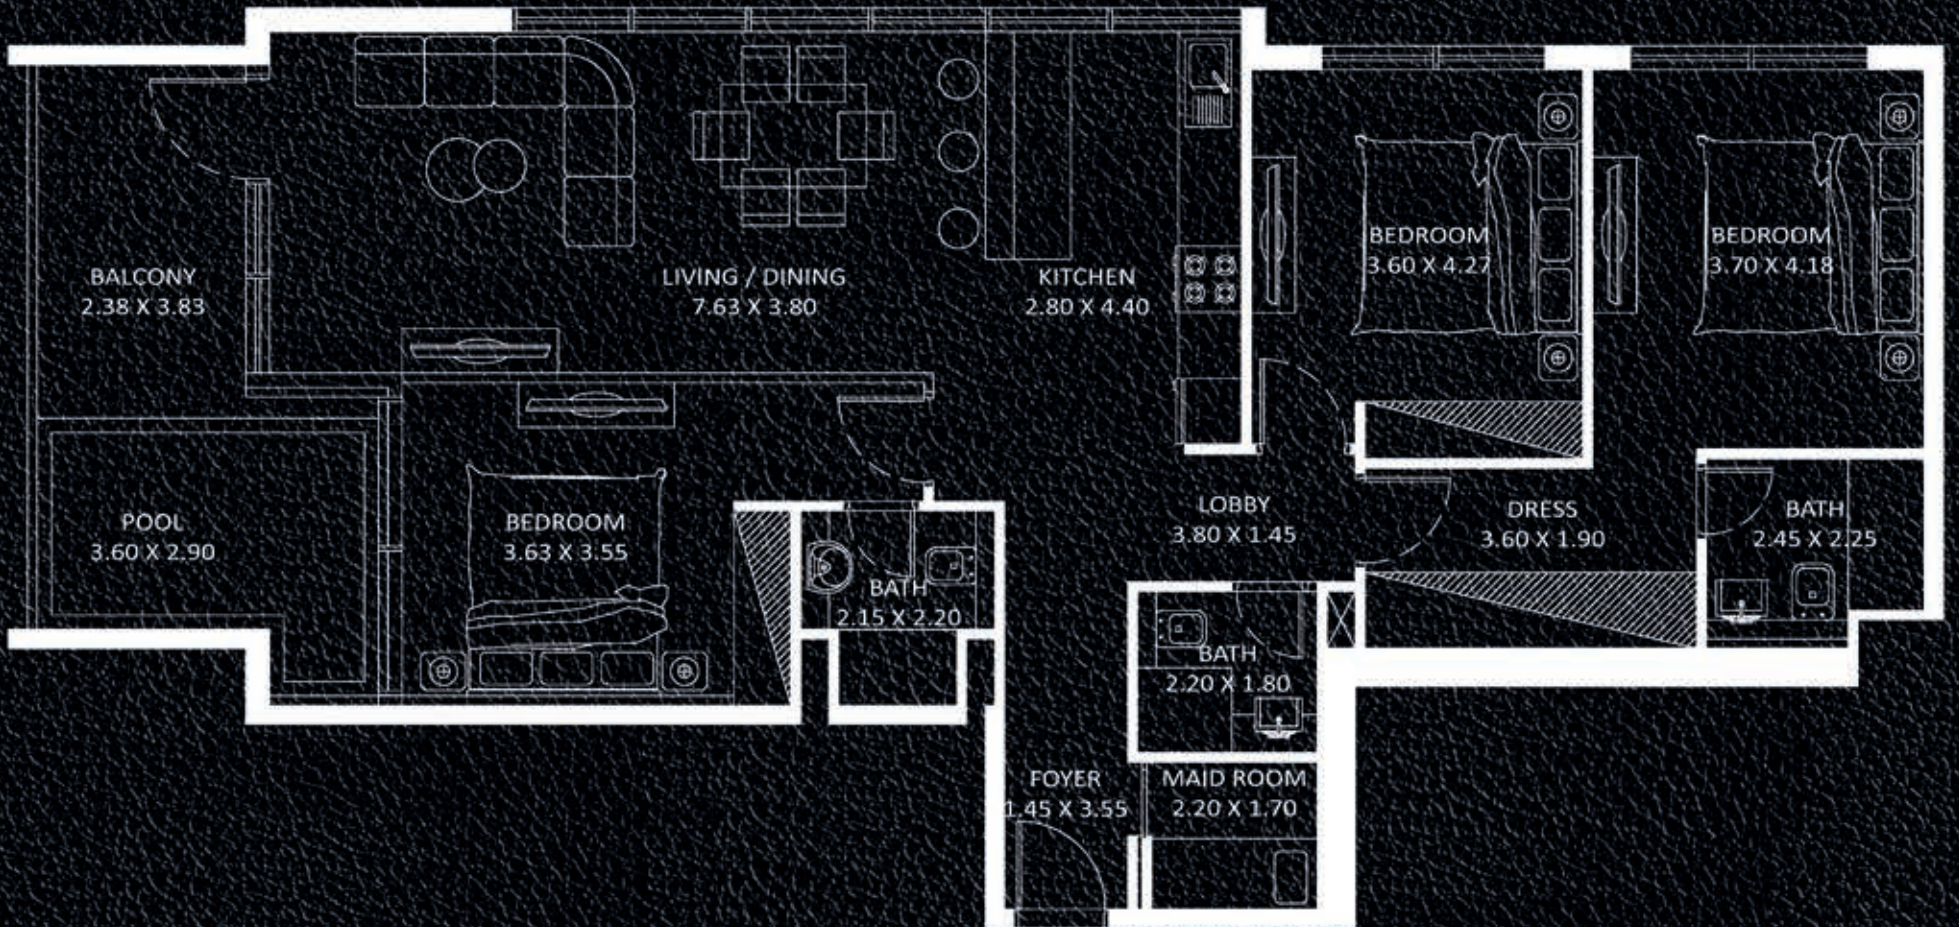 BEDROOM
3.60 X 4.27
BEDROOM
3.70 X 4.18
BALCONY
2.38 X 3.83
LIVING / DINING
7.63 X 3.80
KITCHEN
2.80 X 4.40
POOL
3.60 X 2.90
BEDROOM
3.63 X 3.55
LOBBY
3.80 X 1.45
DRESS
3.60 X 1.90
BATH
2.45 X 2.25
BATH
2.15 X 2.20
BATH
2.20 X 1.80
FOYER
1.45 X 3.55
MAID ROOM
2.20 X 1.70